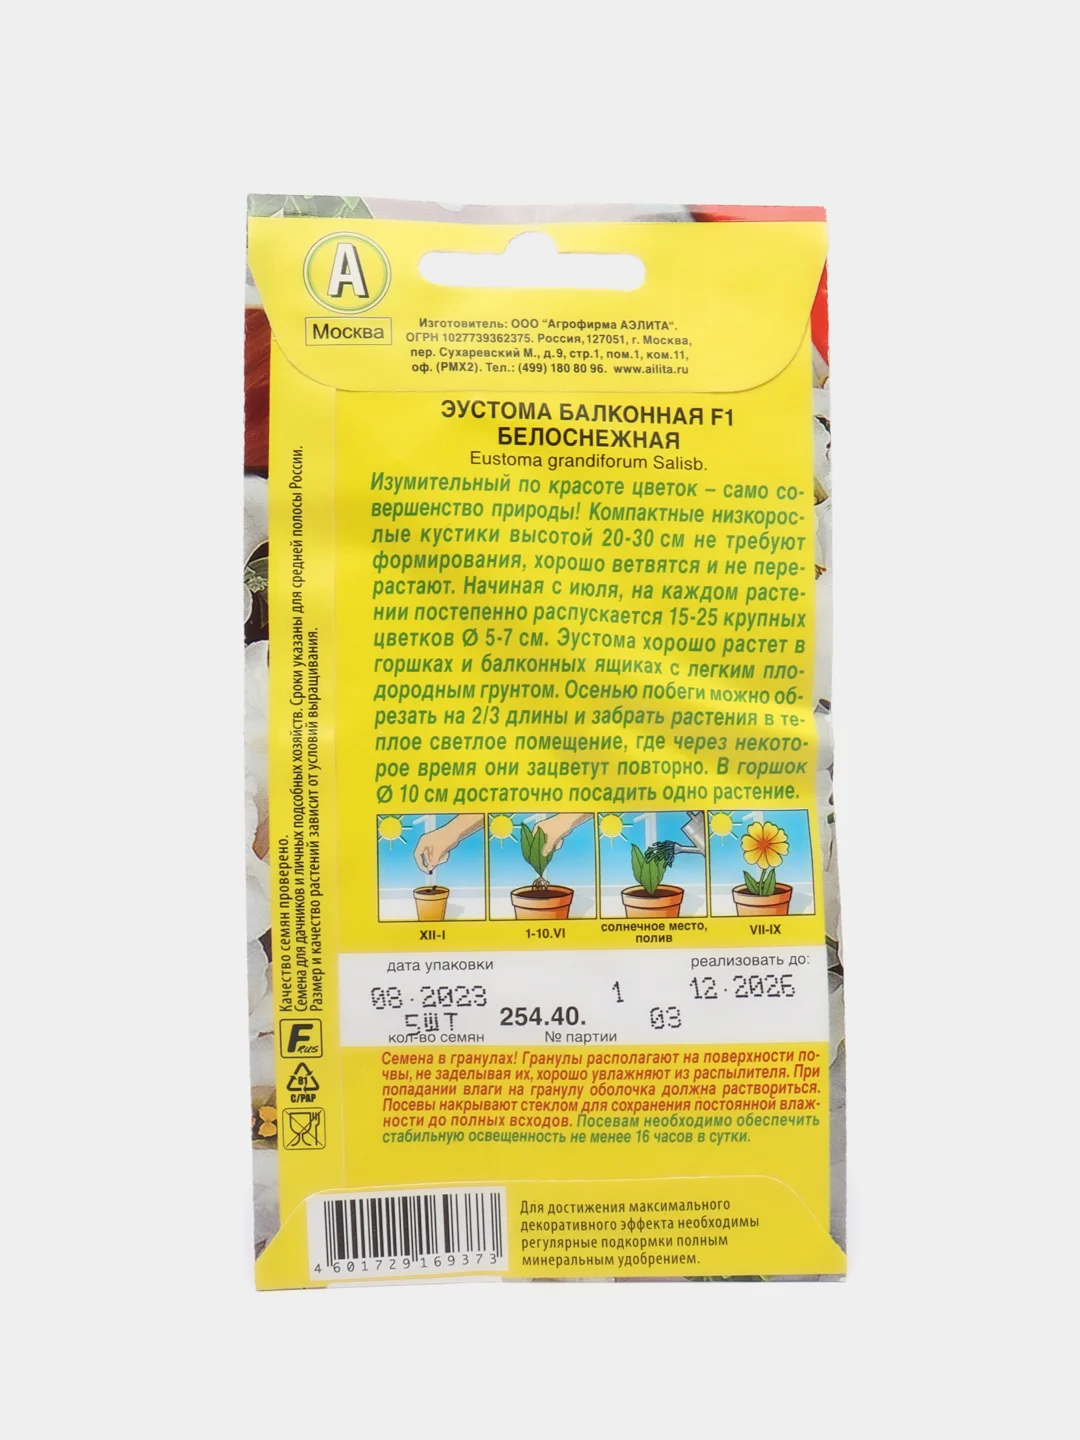 А
Москва
Изготовитель: ООО "Агрофирма АЭЛИТА".
ОГРН 1027739362375. Россия,127051, г. Москва,
пер. Сухаревский М., д.9, стр.1, пом.1, ком.11,
оф. (РМХ2). Тел.: (499) 180 80 96. www.ailita.ru
ЭУСТОМА БАЛКОННАЯ F1
БЕЛОСНЕЖНАЯ
Eustoma grandiforum Salisb.
Изумительный по красоте цветок – само со-
вершенство природы! Компактные низкорос-
лые кустики высотой 20-30 см не требуют
формирования, хорошо ветвятся и не пере-
растают. Начиная с июля, на каждом расте-
нии постепенно распускается 15-25 крупных
цветков Ø 5-7 см. Эустома хорошо растет в
горшках и балконных ящиках с легким пло-
дородным грунтом. Осенью побеги можно об-
резать на 2/3 длины и забрать растения в те-
плое светлое помещение, где через некото-
рое время они зацветут повторно. В горшок
Ø 10 см достаточно посадить одно растение.
XII-I
1-10.VI
солнечное место,
полив
VII-IX
Качество семян проверено.
Семена для дачников и личных подсобных хозяйств. Сроки указаны для средней полосы России.
Размер и качество растений зависит от условий выращивания.
дата упаковки
реализовать до:
08.2023
1
12.2026
5шт
254.40.
03
кол-во семян
№ партии
F RUS
81
C/PAP
Семена в гранулах! Гранулы располагают на поверхности по-
чвы, не заделывая их, хорошо увлажняют из распылителя. При
попадании влаги на гранулу оболочка должна раствориться.
Посевы накрывают стеклом для сохранения постоянной влаж-
ности до полных всходов. Посевам необходимо обеспечить
стабильную освещенность не менее 16 часов в сутки.
4 601729 169373
Для достижения максимального
декоративного эффекта необходимы
регулярные подкормки полным
минеральным удобрением.